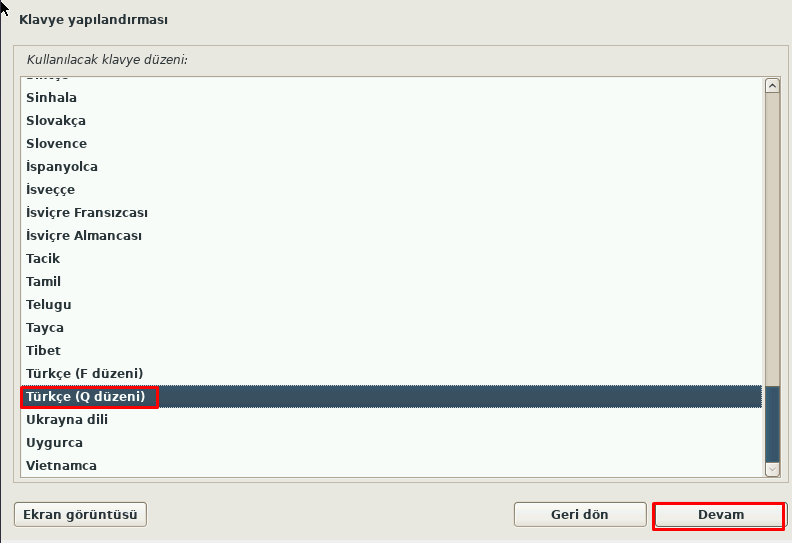 Klavye yapılandırması
Kullanılacak klavye düzeni:
Sinhala
Slovakça
Slovence
İspanyolca
İsveççe
İsviçre Fransızcası
İsviçre Almancası
Tacik
Tamil
Telugu
Tayca
Tibet
Türkçe (F düzeni)
Türkçe (Q düzeni)
Ukrayna dili
Uygurca
Vietnamca
Ekran görüntüsü
Geri dön
Devam